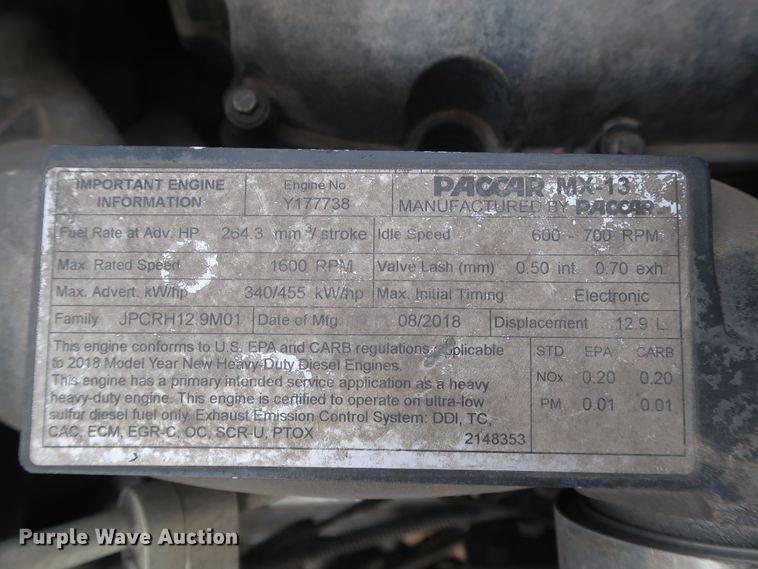 IMPORTANT ENGINE INFORMATION
Engine No. Y177738
PACCAR MX-13
MANUFACTURED BY PACCAR
Fuel Rate at Adv. HP 264.3 mm³/ stroke
Idle Speed 600 - 700 RPM
Max. Rated Speed 1600 RPM
Valve Lash (mm) 0.50 int. 0.70 exh.
Max. Advert. kW/hp 340/455 kW/hp
Max. Initial Timing Electronic
Family JPCRH12.9M01
Date of Mfg. 08/2018
Displacement 12.9 L
This engine conforms to U.S. EPA and CARB regulations applicable
to 2018 Model Year New Heavy-Duty Diesel Engines.
This engine has a primary intended service application as a heavy
heavy-duty engine. This engine is certified to operate on ultra-low
sulfur diesel fuel only. Exhaust Emission Control System: DDI, TC,
CAC, ECM, EGR-C, OC, SCR-U, PTOX
2148353
STD EPA CARB
NOx 0.20 0.20
PM 0.01 0.01
Purple Wave Auction